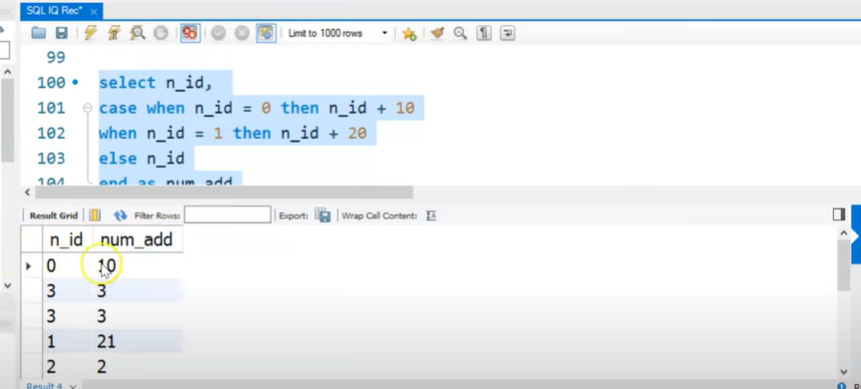 SQL IQ Rec*
Limit to 1000 rows
99
100 select n_id,
101 case when n_id = 0 then n_id + 10
102 when n_id = 1 then n_id + 20
103 else n_id
104 end as num_add
Result Grid Filter Rows: Export: Wrap Cell Content:
n_id num_add
0 10
3 3
3 3
1 21
2 2
Result 4